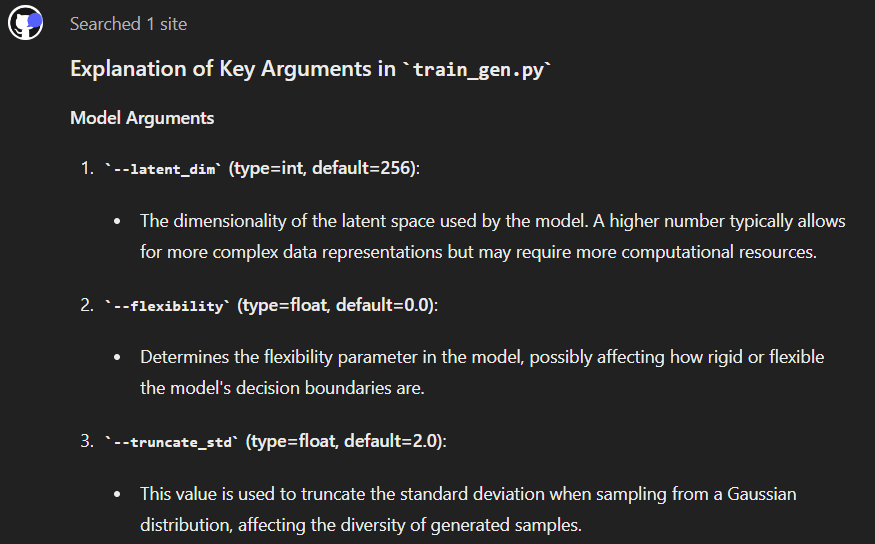 Searched 1 site
Explanation of Key Arguments in `train_gen.py`
Model Arguments
1. `--latent_dim` (type=int, default=256):
• The dimensionality of the latent space used by the model. A higher number typically allows
for more complex data representations but may require more computational resources.
2. `--flexibility` (type=float, default=0.0):
• Determines the flexibility parameter in the model, possibly affecting how rigid or flexible
the model's decision boundaries are.
3. `--truncate_std` (type=float, default=2.0):
• This value is used to truncate the standard deviation when sampling from a Gaussian
distribution, affecting the diversity of generated samples.